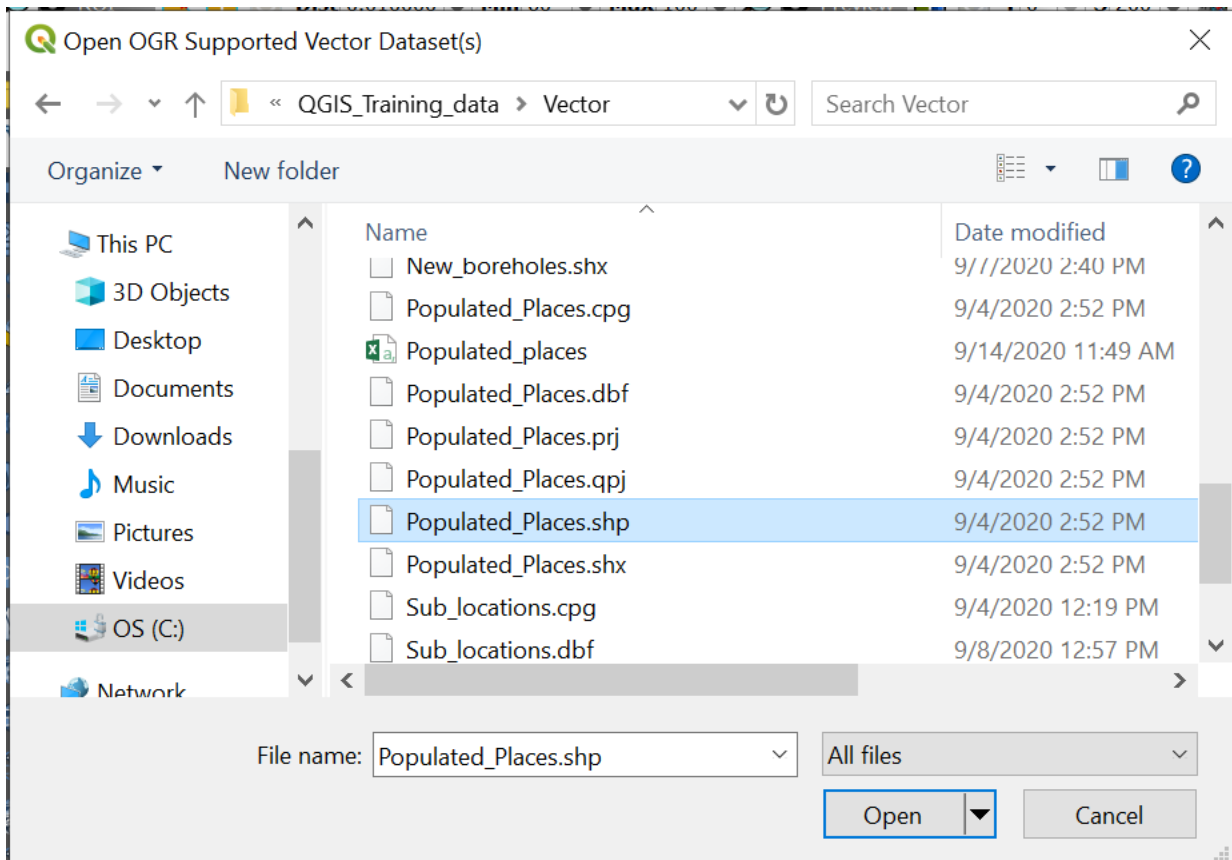 Open OGR Supported Vector Dataset(s)
« QGIS_Training_data > Vector
Search Vector
Organize
New folder
?
This PC
3D Objects
Desktop
Documents
Downloads
Music
Pictures
Videos
OS (C:)
Network
Name Date modified
New_boreholes.shx 9/7/2020 2:40 PM
Populated_Places.cpg 9/4/2020 2:52 PM
Populated_places 9/14/2020 11:49 AM
Populated_Places.dbf 9/4/2020 2:52 PM
Populated_Places.prj 9/4/2020 2:52 PM
Populated_Places.qpj 9/4/2020 2:52 PM
Populated_Places.shp 9/4/2020 2:52 PM
Populated_Places.shx 9/4/2020 2:52 PM
Sub_locations.cpg 9/4/2020 12:19 PM
Sub_locations.dbf 9/8/2020 12:57 PM
File name: Populated_Places.shp
All files
Open
Cancel